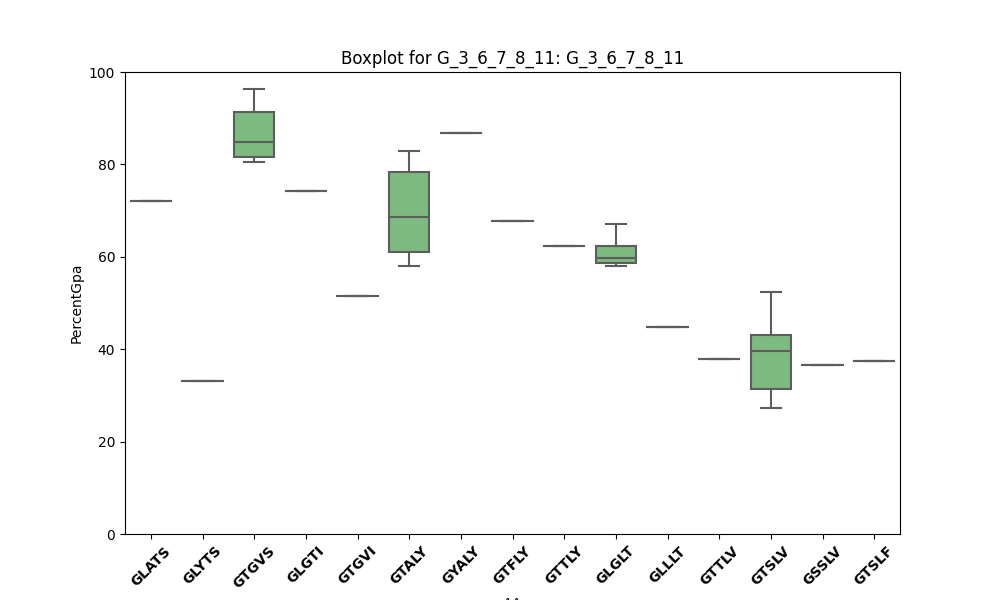 Boxplot for G_3_6_7_8_11: G_3_6_7_8_11
PercentGpa
100
80
60
40
20
0
GLATS
GLYTS
GTGVS
GLGTI
GTGVI
GTALY
GYALY
GTFLY
GTTLY
GLGLT
GLLLT
GTTLV
GTSLV
GSSLV
GTSLF